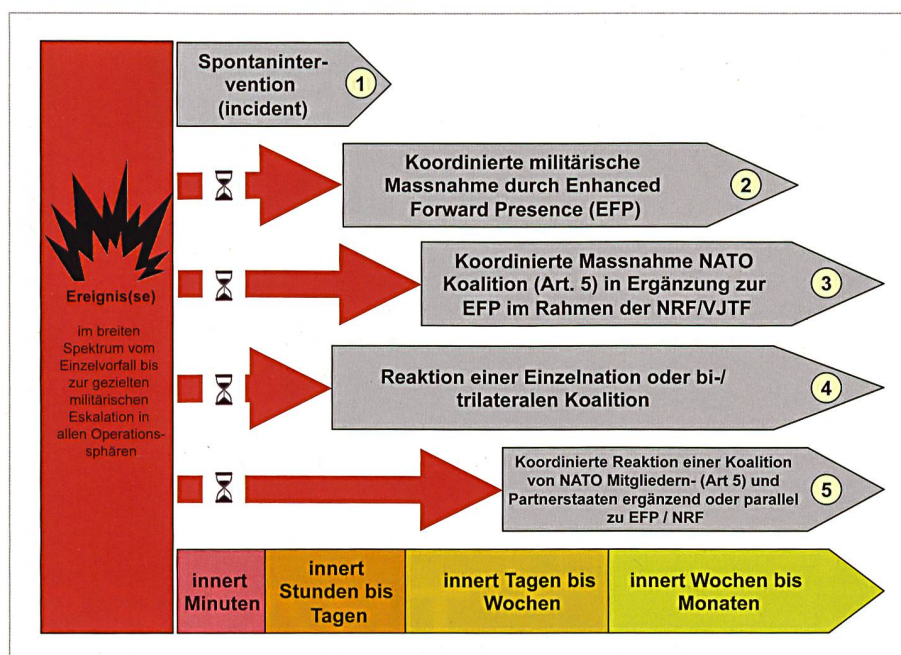 Spontaninter-
vention
(incident)
1
Koordinierte militärische
Massnahme durch Enhanced
Forward Presence (EFP)
2
Ereignis(se)
im breiten
Spektrum vom
Einzelvorfall bis
zur gezielten
militärischen
Eskalation in
allen Operations-
sphären
Koordinierte Massnahme NATO
Koalition (Art. 5) in Ergänzung zur
EFP im Rahmen der NRF/VJTF
3
Reaktion einer Einzelnation oder bi-/
trilateralen Koalition
4
Koordinierte Reaktion einer Koalition
von NATO Mitgliedern- (Art 5) und
Partnerstaaten ergänzend oder parallel
zu EFP / NRF
5
innert
Minuten
innert
Stunden bis
Tagen
innert Tagen bis
Wochen
innert Wochen bis
Monaten